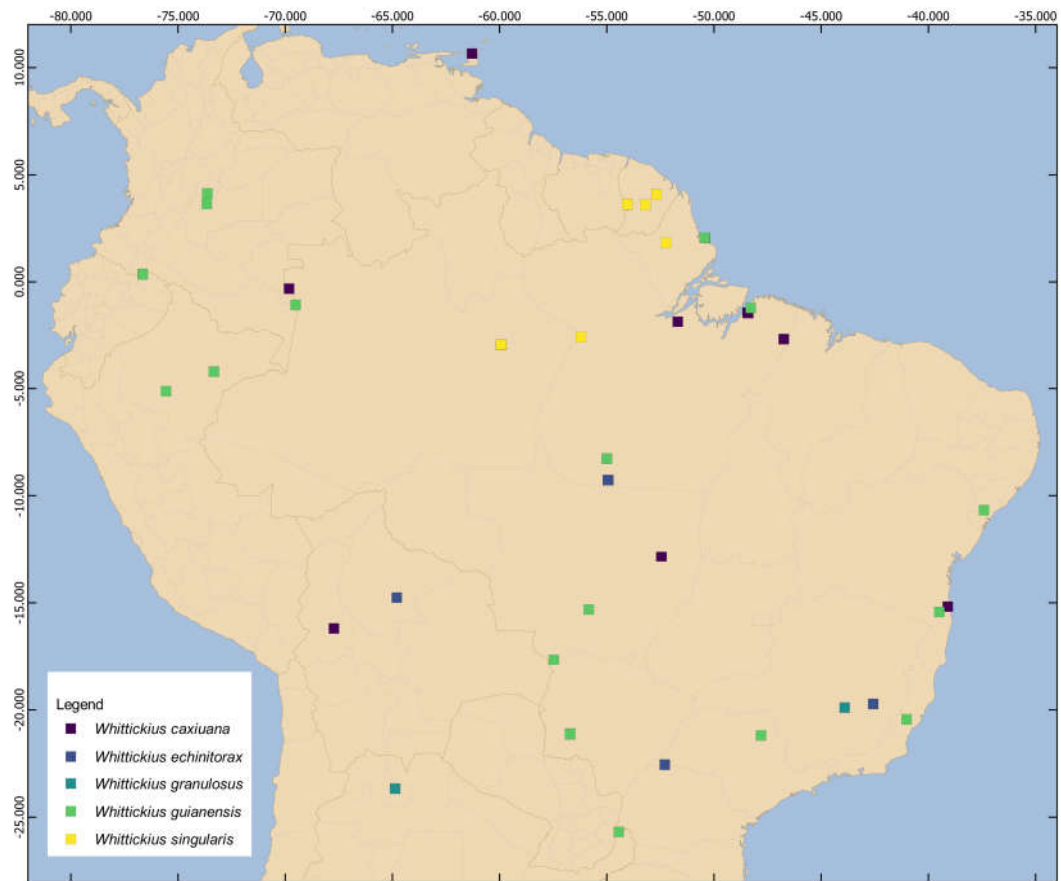 -80.000 -75.000 -70.000 -65.000 -60.000 -55.000 -50.000 -45.000 -40.000 -35.000
10.000
5.000
0.000
-5.000
-10.000
-15.000
-20.000
-25.000
Legend
Whittickius caxiuana
Whittickius echinitorax
Whittickius granulosus
Whittickius guianensis
Whittickius singularis